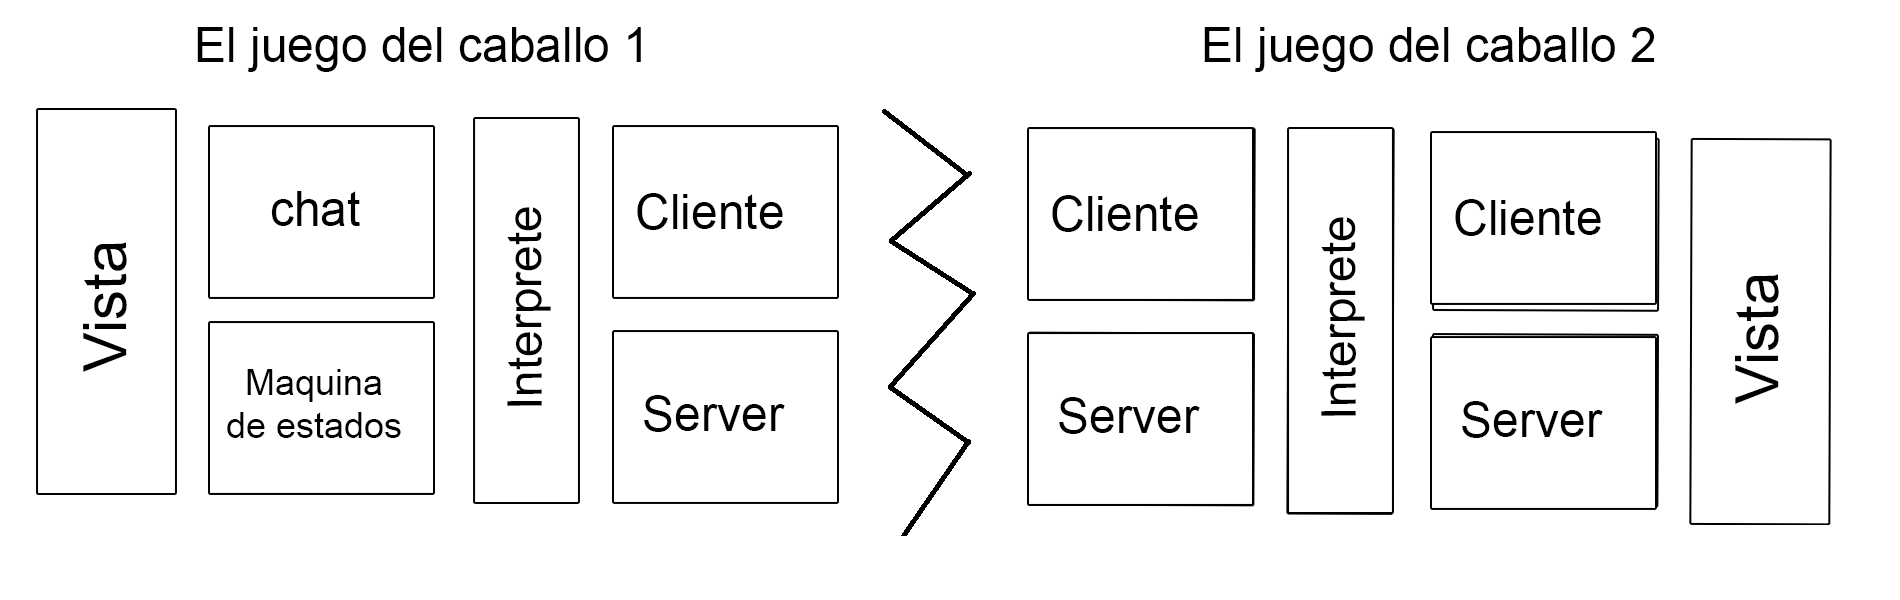 El juego del caballo 1
El juego del caballo 2
Vista
chat
Maquina
de estados
Interprete
Cliente
Server
Cliente
Server
Interprete
Cliente
Server
Vista